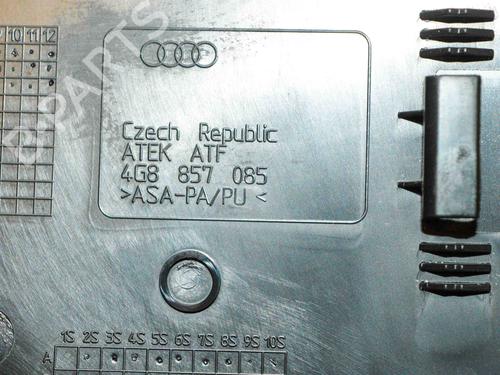 10 11 12
Czech Republic
ATEK ATF
4G8 857 085
>ASA-PA/PU<
1S 2S 3S 4S 5S 6S 7S 8S 9S 10S
A
B-PARTS